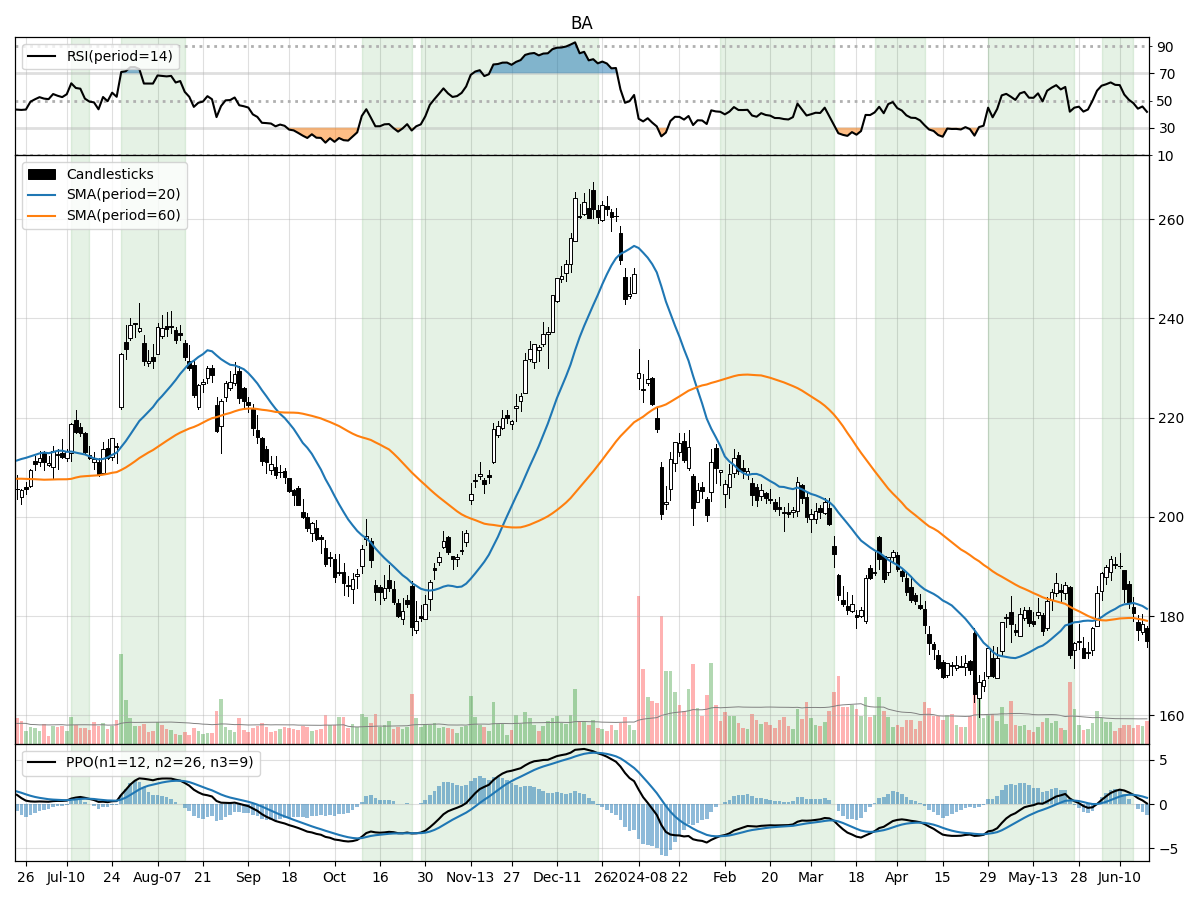 BA
RSI(period=14)
90
70
50
30
10
Candlesticks
SMA(period=20)
SMA(period=60)
260
240
220
200
180
160
PPO(n1=12, n2=26, n3=9)
5
0
−5
26 Jul-10 24 Aug-07 21 Sep 18 Oct 16 30 Nov-13 27 Dec-11 26 2024-08 22 Feb 20 Mar 18 Apr 15 29 May-13 28 Jun-10